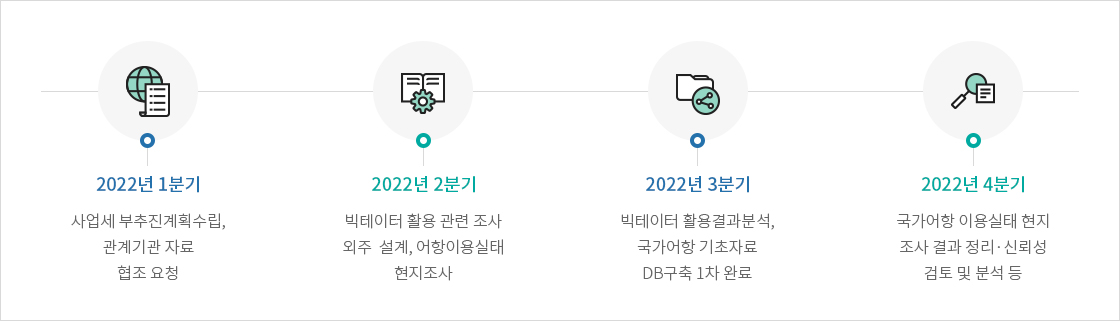 2022년 1분기
사업세 부추진계획수립,
관계기관 자료
협조 요청
2022년 2분기
빅테이터 활용 관련 조사
외주 설계, 어항이용실태
현지조사
2022년 3분기
빅테이터 활용결과분석,
국가어항 기초자료
DB구축 1차 완료
2022년 4분기
국가어항 이용실태 현지
조사 결과 정리·신뢰성
검토 및 분석 등